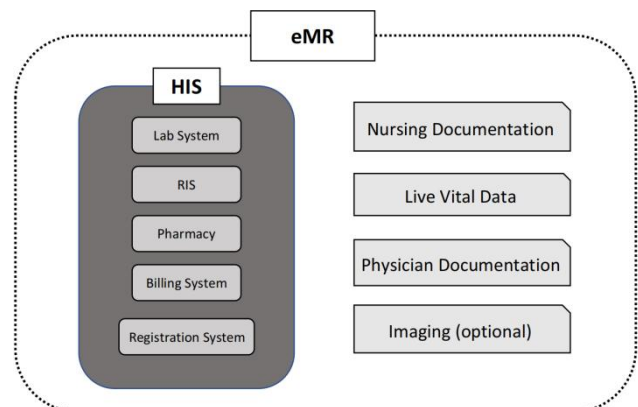 eMR
HIS
Lab System
RIS
Pharmacy
Billing System
Registration System
Nursing Documentation
Live Vital Data
Physician Documentation
Imaging (optional)